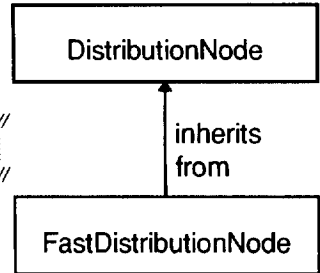 DistributionNode
//
inherits
from
//
FastDistributionNode